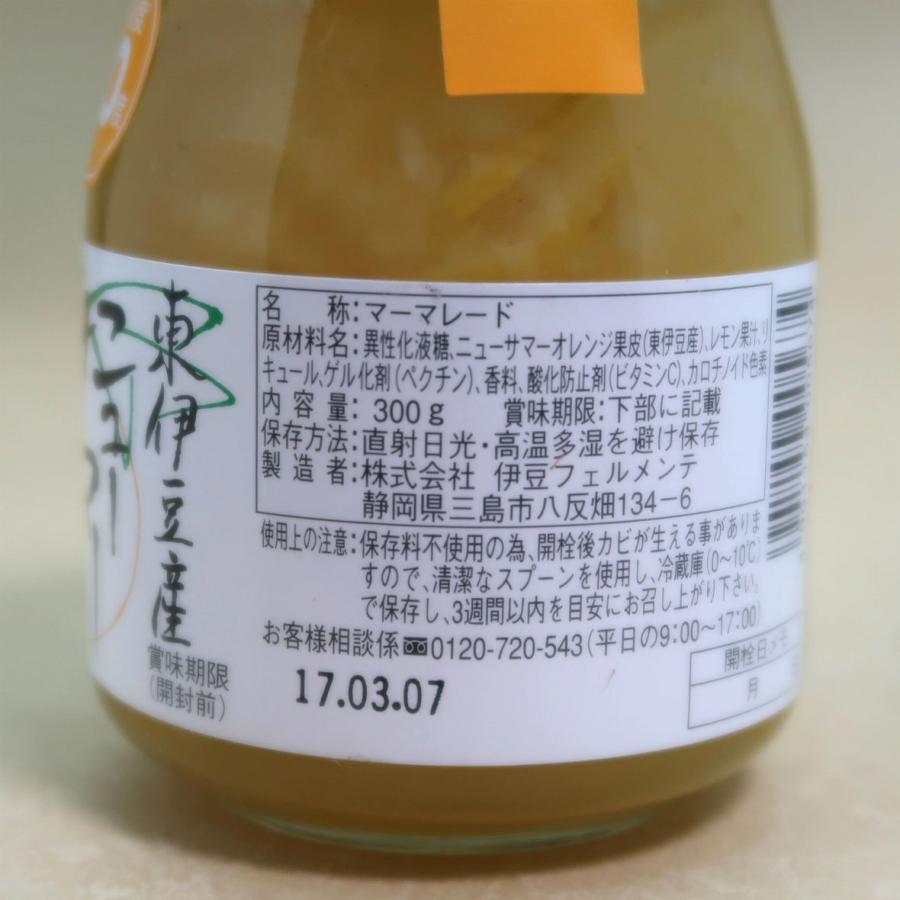 東伊豆産
ニューサマー
名称:マーマレード
原材料名:異性化液糖、ニューサマーオレンジ果皮(東伊豆産)、レモン果汁、リ
キュール、ゲル化剤(ペクチン)、香料、酸化防止剤(ビタミンC)、カロチノイド色素
内容量:300g 賞味期限:下部に記載
保存方法:直射日光・高温多湿を避け保存
製造者:株式会社 伊豆フェルメンテ
静岡県三島市八反畑134-6
使用上の注意:保存料不使用の為、開栓後カビが生える事がありま
すので、清潔なスプーンを使用し、冷蔵庫(0~10℃)
で保存し、3週間以内を目安にお召し上がり下さい。
お客様相談係 0120-720-543(平日の9:00~17:00)
賞味期限
(開封前)
17.03.07
開栓日メモ
月